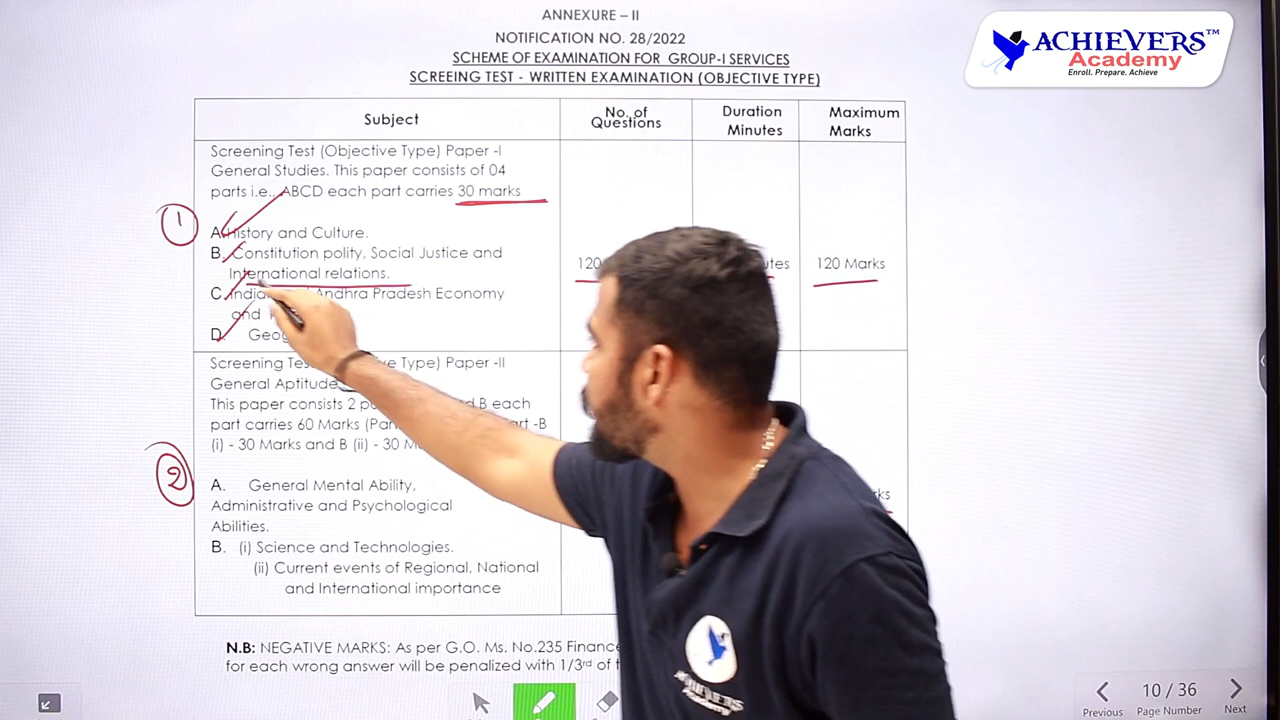 ANNEXURE – II
NOTIFICATION NO. 28/2022
SCHEME OF EXAMINATION FOR GROUP-I SERVICES
SCREEING TEST - WRITTEN EXAMINATION (OBJECTIVE TYPE)
ACHIEVERS™
Academy
Enroll. Prepare. Achieve
Subject
No. of
Questions
Duration
Minutes
Maximum
Marks
Screening Test (Objective Type) Paper -I
General Studies. This paper consists of 04
parts i.e., ABCD each part carries 30 marks
1
A. History and Culture.
B. Constitution polity, Social Justice and
International relations.
C. Andhra Pradesh Economy
and
D.
120
120 Marks
Screening Type) Paper -II
General Aptitude
This paper consists 2 B each
part carries 60 Marks -B
(i) - 30 Marks and B (ii) - 30
2
A. General Mental Ability,
Administrative and Psychological
Abilities.
B. (i) Science and Technologies.
(ii) Current events of Regional, National
and International importance
N.B: NEGATIVE MARKS: As per G.O. Ms. No.235
for each wrong answer will be penalized with 1/3rd of
ACHIEVERS
Academy
10 / 36
Previous Page Number Next